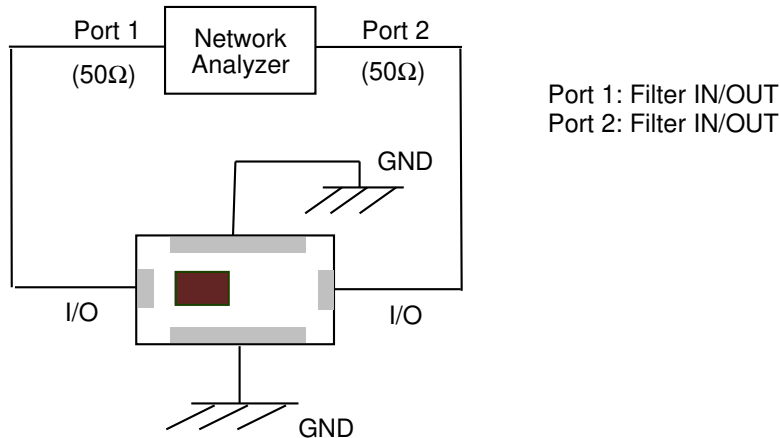 Port 1
Network
Analyzer
Port 2
(50Ω)
(50Ω)
Port 1: Filter IN/OUT
Port 2: Filter IN/OUT
GND
I/O
I/O
GND